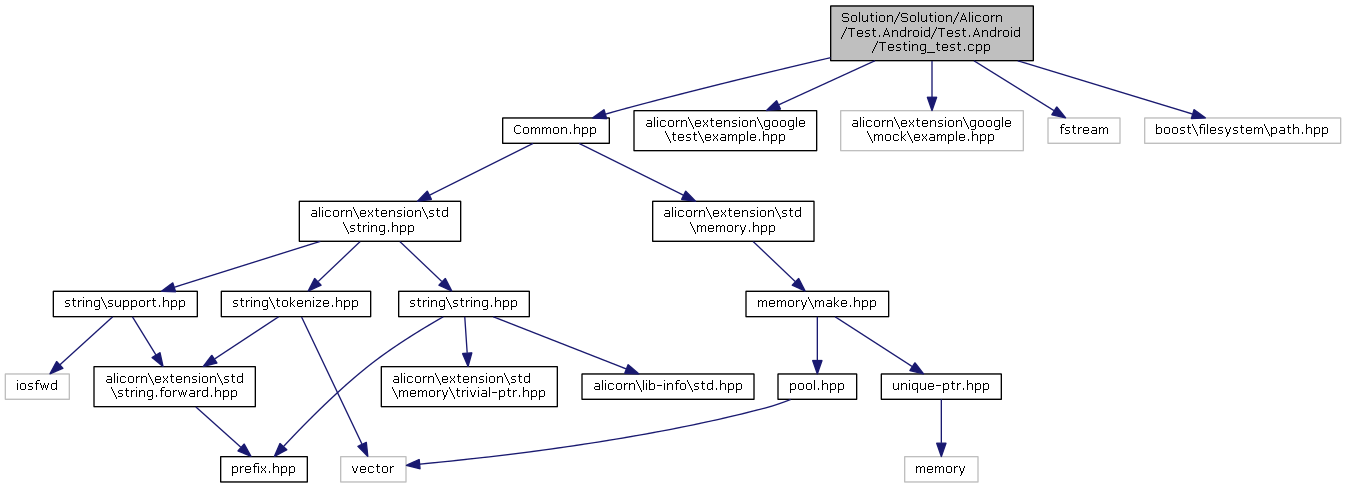 Solution/Solution/Alicorn
/Test.Android/Test.Android
/Testing_test.cpp
Common.hpp
alicorn\extension\google
\test\example.hpp
alicorn\extension\google
\mock\example.hpp
fstream
boost\filesystem\path.hpp
alicorn\extension\std
\string.hpp
alicorn\extension\std
\memory.hpp
string\support.hpp
string\tokenize.hpp
string\string.hpp
memory\make.hpp
iosfwd
alicorn\extension\std
\string.forward.hpp
alicorn\extension\std
\memory\trivial-ptr.hpp
alicorn\lib-info\std.hpp
pool.hpp
unique-ptr.hpp
prefix.hpp
vector
memory